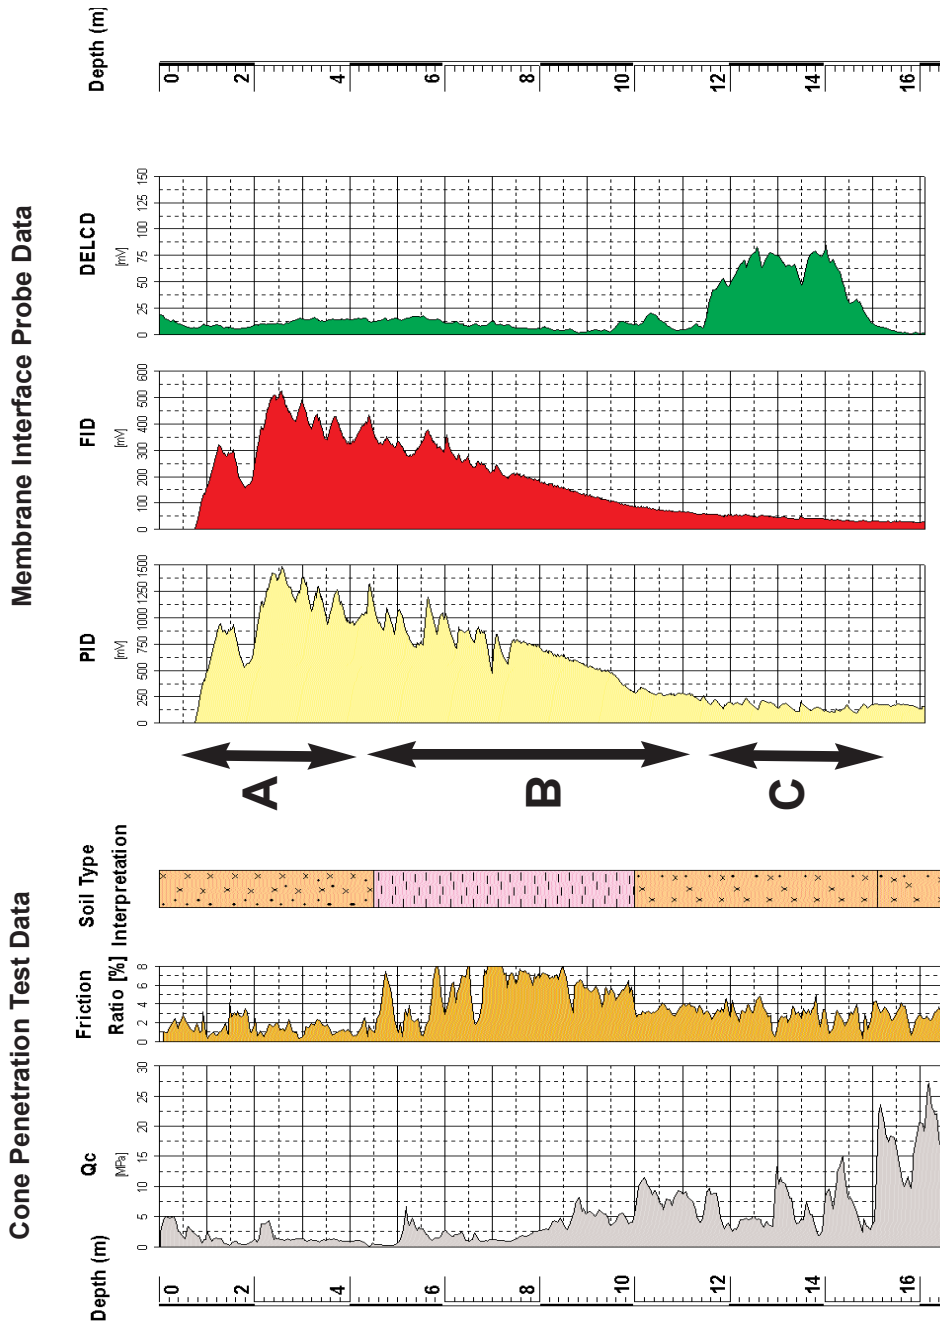 Cone Penetration Test Data
Membrane Interface Probe Data
Depth (m)
Qc
[MPa]
0 5 10 15 20 25 30
Friction
Ratio [%]
0 2 4 6 8
Soil Type
Interpretation
PID
[mV]
0 250 500 750 1000 1250 1500
FID
[mV]
0 100 200 300 400 500 600
DELCD
[mV]
0 25 50 75 100 125 150
Depth (m)
0
2
4
6
8
10
12
14
16
A
B
C
0
2
4
6
8
10
12
14
16